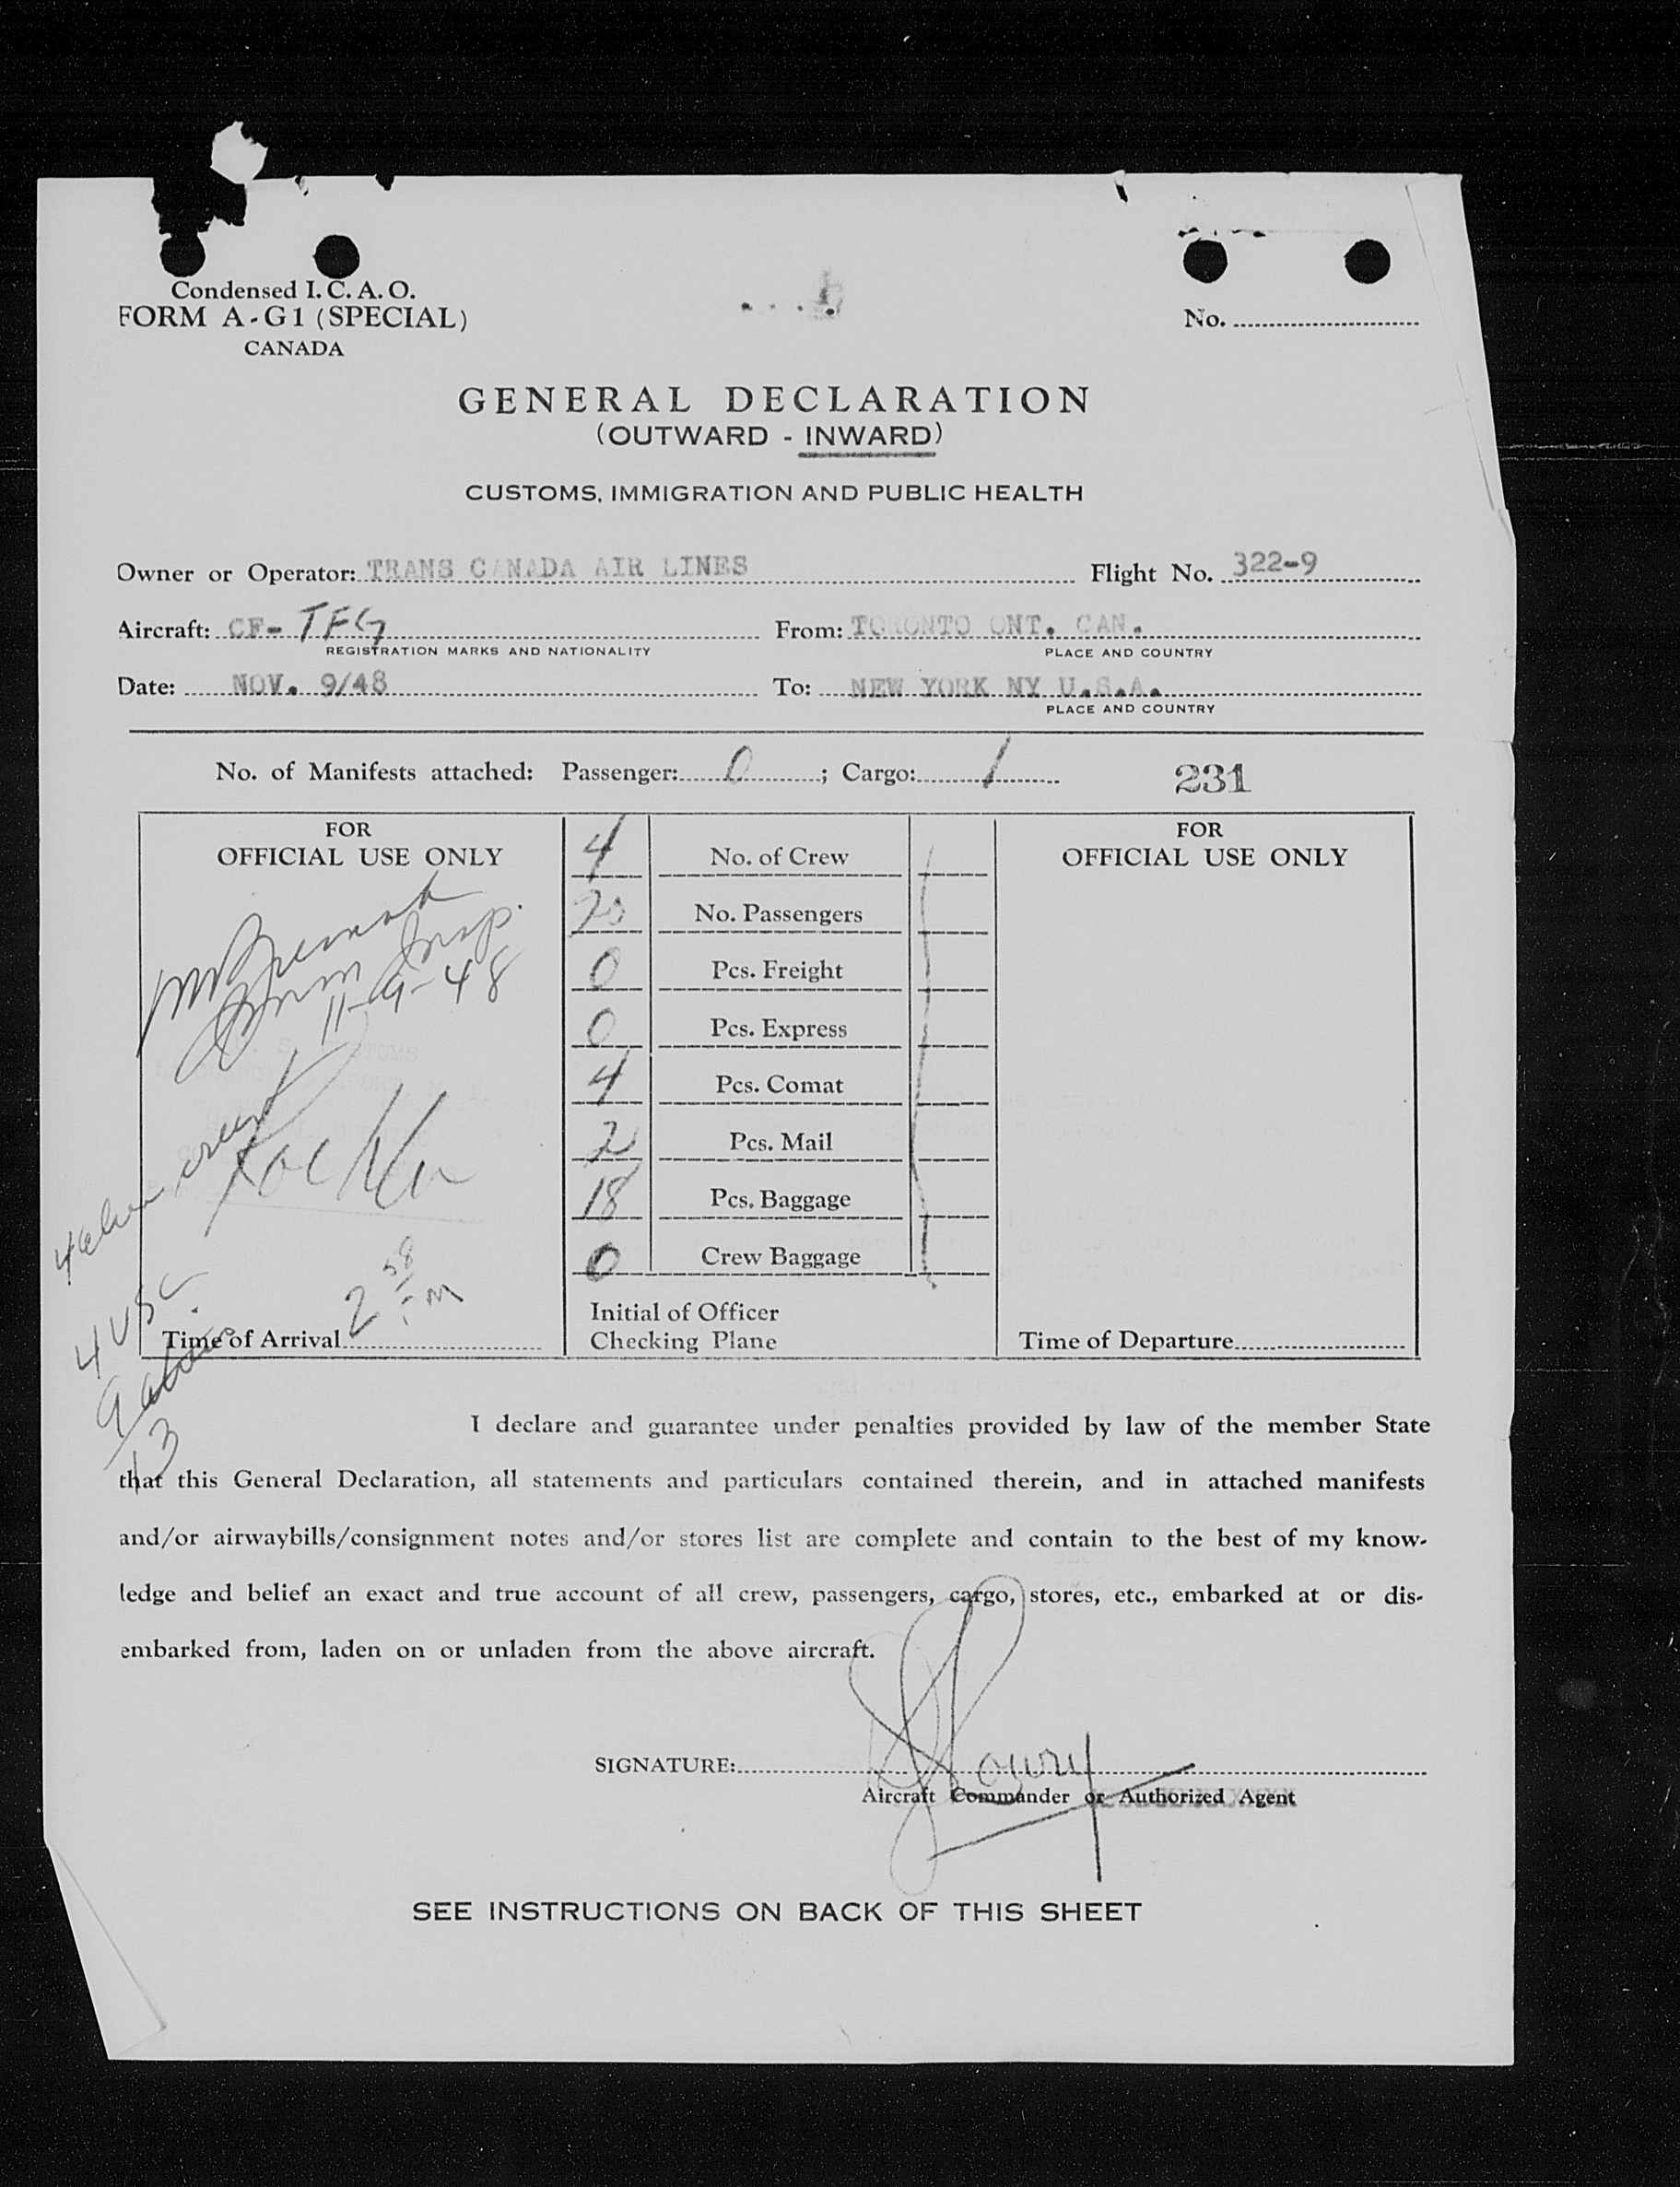 Condensed I.C.A.O.
FORM A-G1 (SPECIAL)
CANADA
No.
GENERAL DECLARATION
(OUTWARD - INWARD)
CUSTOMS, IMMIGRATION AND PUBLIC HEALTH
Owner or Operator: TRANS CANADA AIR LINES Flight No. 322-9
Aircraft: CF- TFG From: TORONTO ONT. CAN.
REGISTRATION MARKS AND NATIONALITY PLACE AND COUNTRY
Date: NOV. 9/48 To: NEW YORK NY U.S.A.
PLACE AND COUNTRY
No. of Manifests attached: Passenger: 0; Cargo: 1 231
FOR
OFFICIAL USE ONLY
Imm Insp.
11-9-48
4 alien
4 USC
9
13
2 58 PM
Time of Arrival
4 No. of Crew
20 No. Passengers
0 Pcs. Freight
0 Pcs. Express
4 Pcs. Comat
2 Pcs. Mail
18 Pcs. Baggage
0 Crew Baggage
Initial of Officer
Checking Plane
FOR
OFFICIAL USE ONLY
Time of Departure
I declare and guarantee under penalties provided by law of the member State
that this General Declaration, all statements and particulars contained therein, and in attached manifests
and/or airwaybills/consignment notes and/or stores list are complete and contain to the best of my know-
ledge and belief an exact and true account of all crew, passengers, cargo, stores, etc., embarked at or dis-
embarked from, laden on or unladen from the above aircraft.
SIGNATURE:
Aircraft Commander or Authorized Agent
SEE INSTRUCTIONS ON BACK OF THIS SHEET